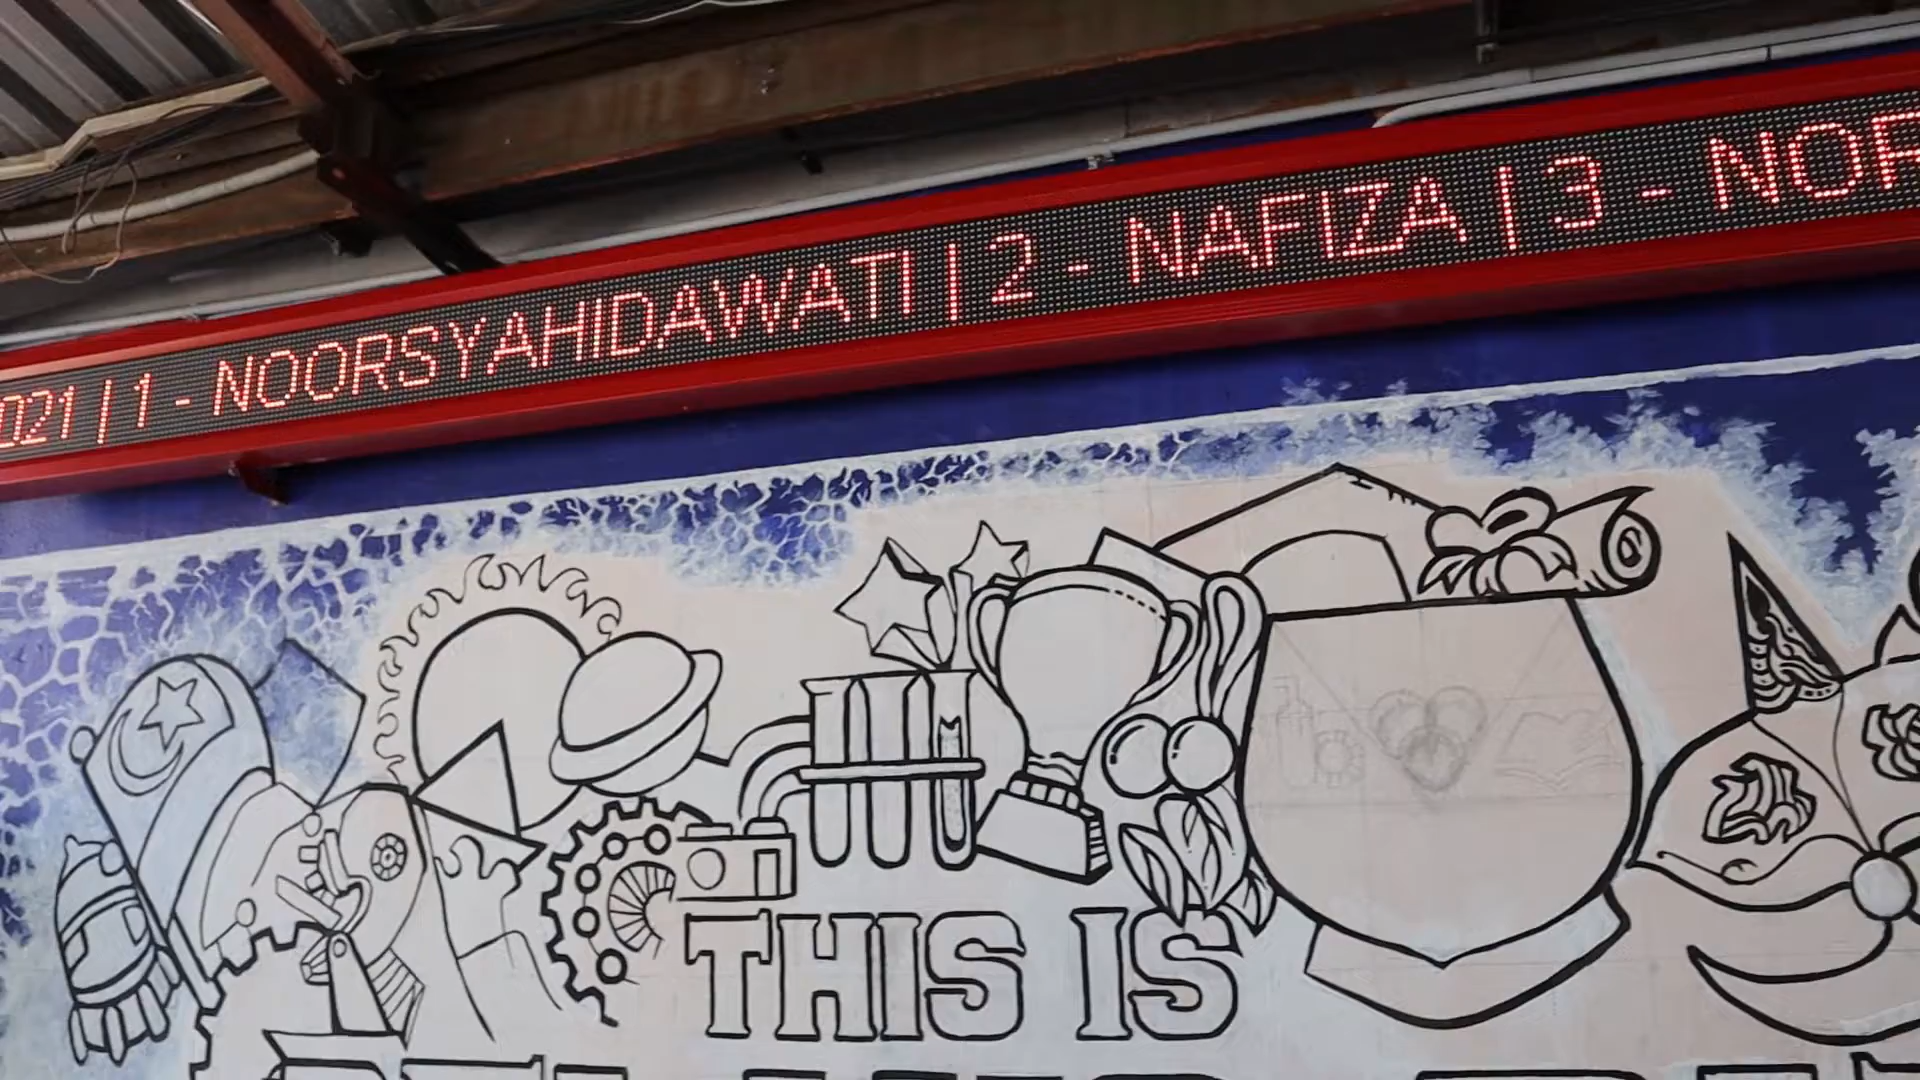 021 | 1 - NOORSYAHIDAWATI | 2 - NAFIZA | 3 - NOR
THIS IS